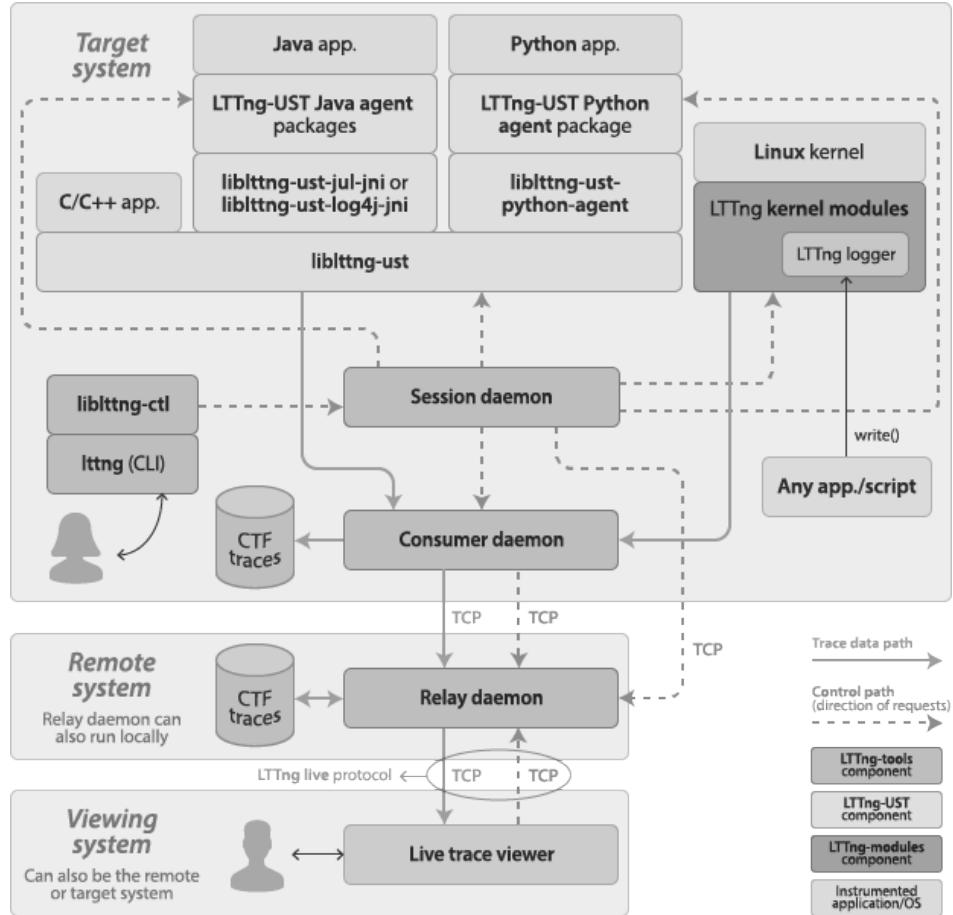 Target
system
Java app.
Python app.
LTTng-UST Java agent
packages
LTTng-UST Python
agent package
Linux kernel
C/C++ app.
liblttng-ust-jul-jni or
liblttng-ust-log4j-jni
liblttng-ust-
python-agent
LTTng kernel modules
LTTng logger
liblttng-ust
liblttng-ctl
lttng (CLI)
Session daemon
write()
Any app./script
CTF
traces
Consumer daemon
TCP
TCP
TCP
Remote
system
Relay daemon can
also run locally
CTF
traces
Relay daemon
LTTng live protocol
TCP
TCP
Viewing
system
Can also be the remote
or target system
Live trace viewer
Trace data path
Control path
(direction of requests)
LTTng-tools
component
LTTng-UST
component
LTTng-modules
component
Instrumented
application/OS